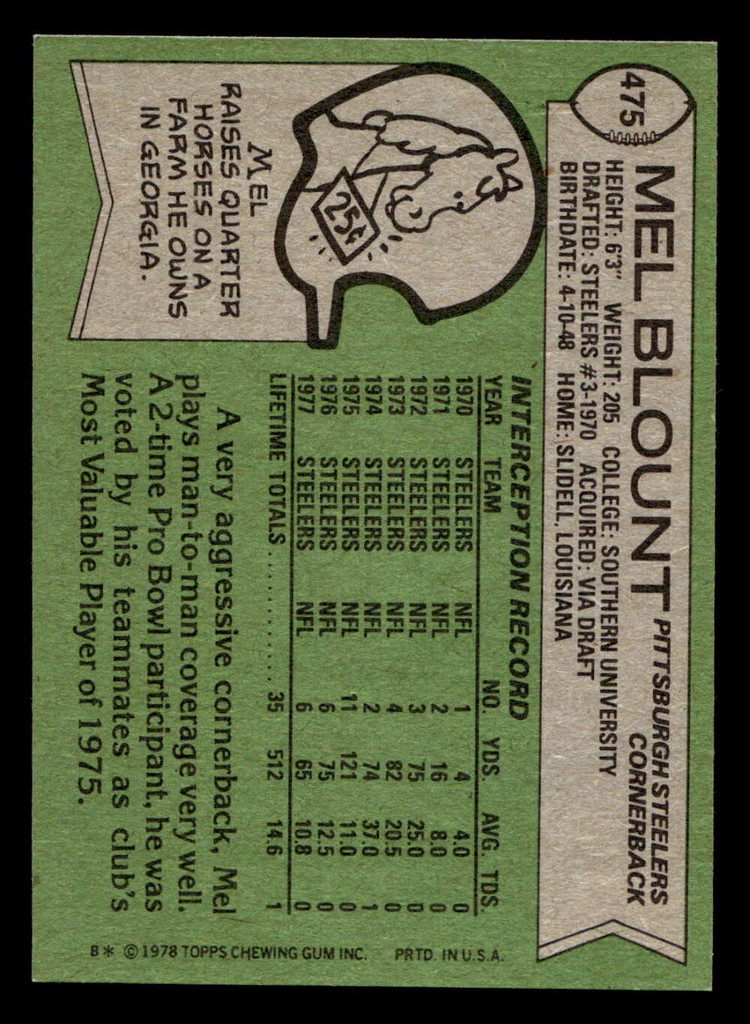 475
MEL BLOUNT
PITTSBURGH STEELERS
CORNERBACK
HEIGHT: 6'3" WEIGHT: 205 COLLEGE: SOUTHERN UNIVERSITY
DRAFTED: STEELERS #3-1970 ACQUIRED: VIA DRAFT
BIRTHDATE: 4-10-48 HOME: SLIDELL, LOUISIANA
25¢
MEL
RAISES QUARTER
HORSES ON A
FARM HE OWNS
IN GEORGIA.
INTERCEPTION RECORD
YEAR TEAM NO. YDS. AVG. TDS.
1970 STEELERS NFL 1 4 4.0 0
1971 STEELERS NFL 2 16 8.0 0
1972 STEELERS NFL 3 75 25.0 0
1973 STEELERS NFL 4 82 20.5 0
1974 STEELERS NFL 2 74 37.0 1
1975 STEELERS NFL 11 121 11.0 0
1976 STEELERS NFL 6 75 12.5 0
1977 STEELERS NFL 6 65 10.8 0
LIFETIME TOTALS ............ 35 512 14.6 1
A very aggressive cornerback, Mel
plays man-to-man coverage very well.
A 2-time Pro Bowl participant, he was
voted by his teammates as club's
Most Valuable Player of 1975.
B* © 1978 TOPPS CHEWING GUM INC. PRTD. IN U.S.A.